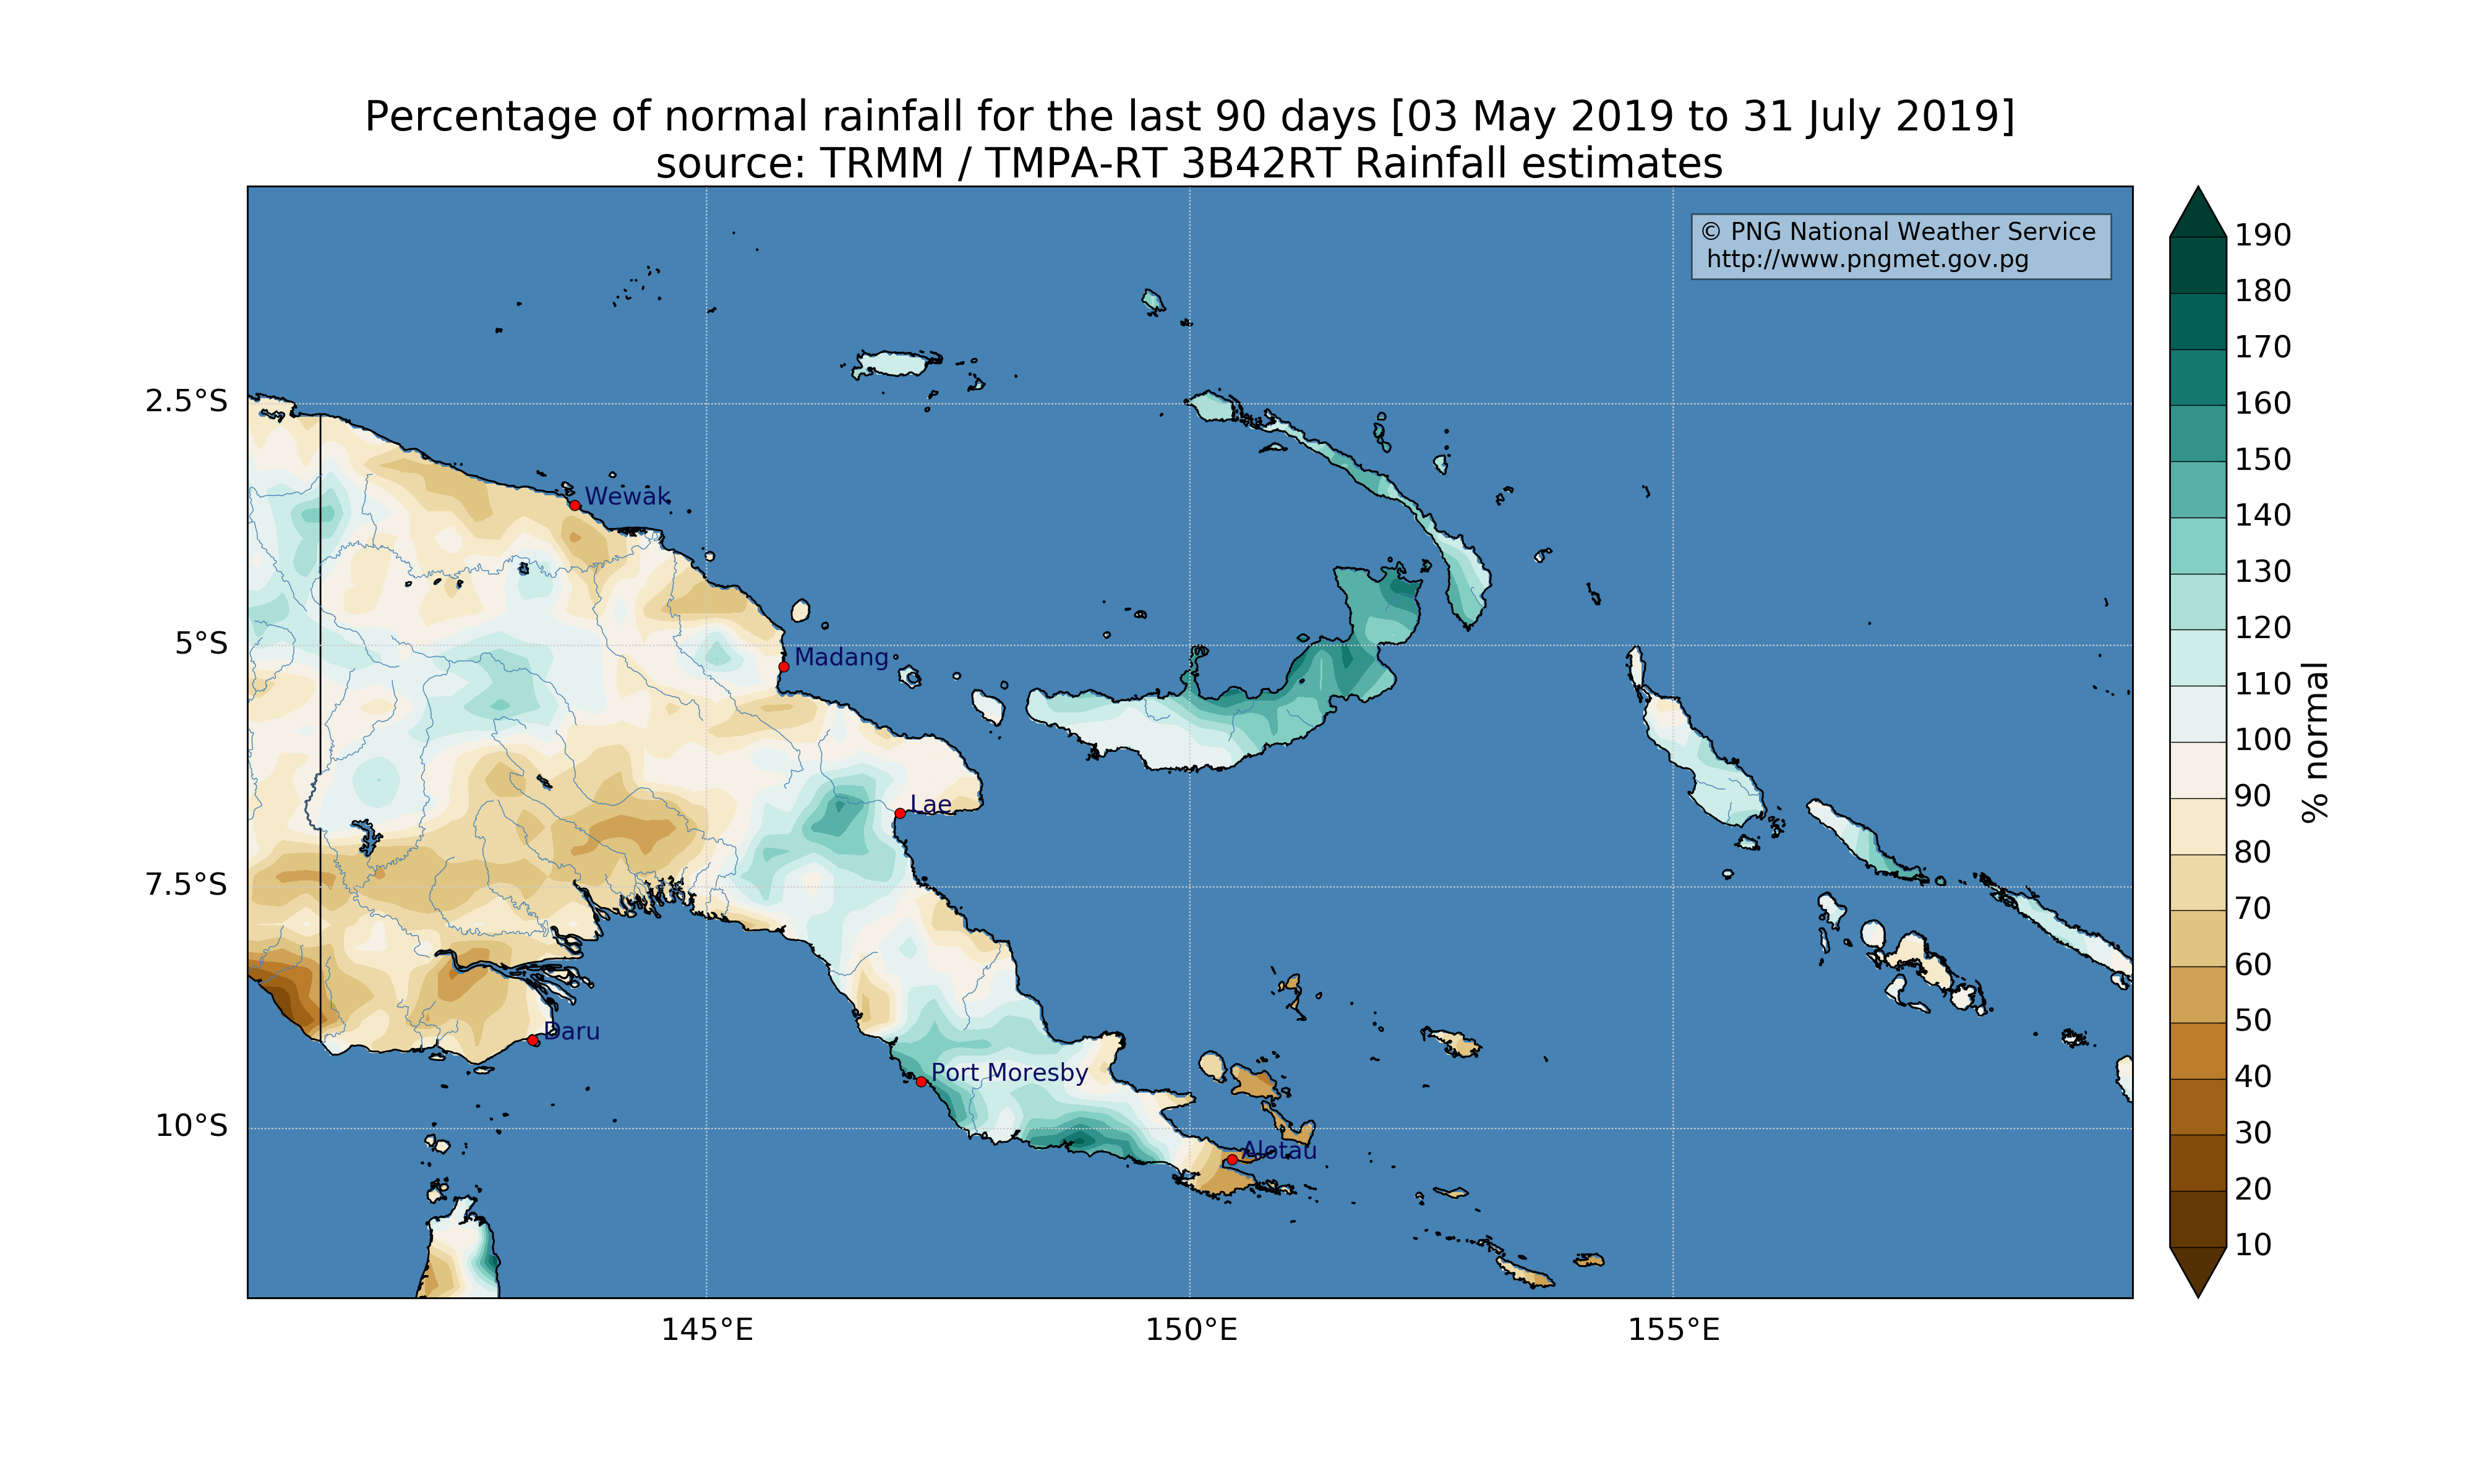 Percentage of normal rainfall for the last 90 days [03 May 2019 to 31 July 2019]
source: TRMM / TMPA-RT 3B42RT Rainfall estimates
© PNG National Weather Service
http://www.pngmet.gov.pg
2.5°S
5°S
7.5°S
10°S
145°E
150°E
155°E
Wewak
Madang
Lae
Daru
Port Moresby
Alotau
190
180
170
160
150
140
130
120
110
100
90
80
70
60
50
40
30
20
10
% normal